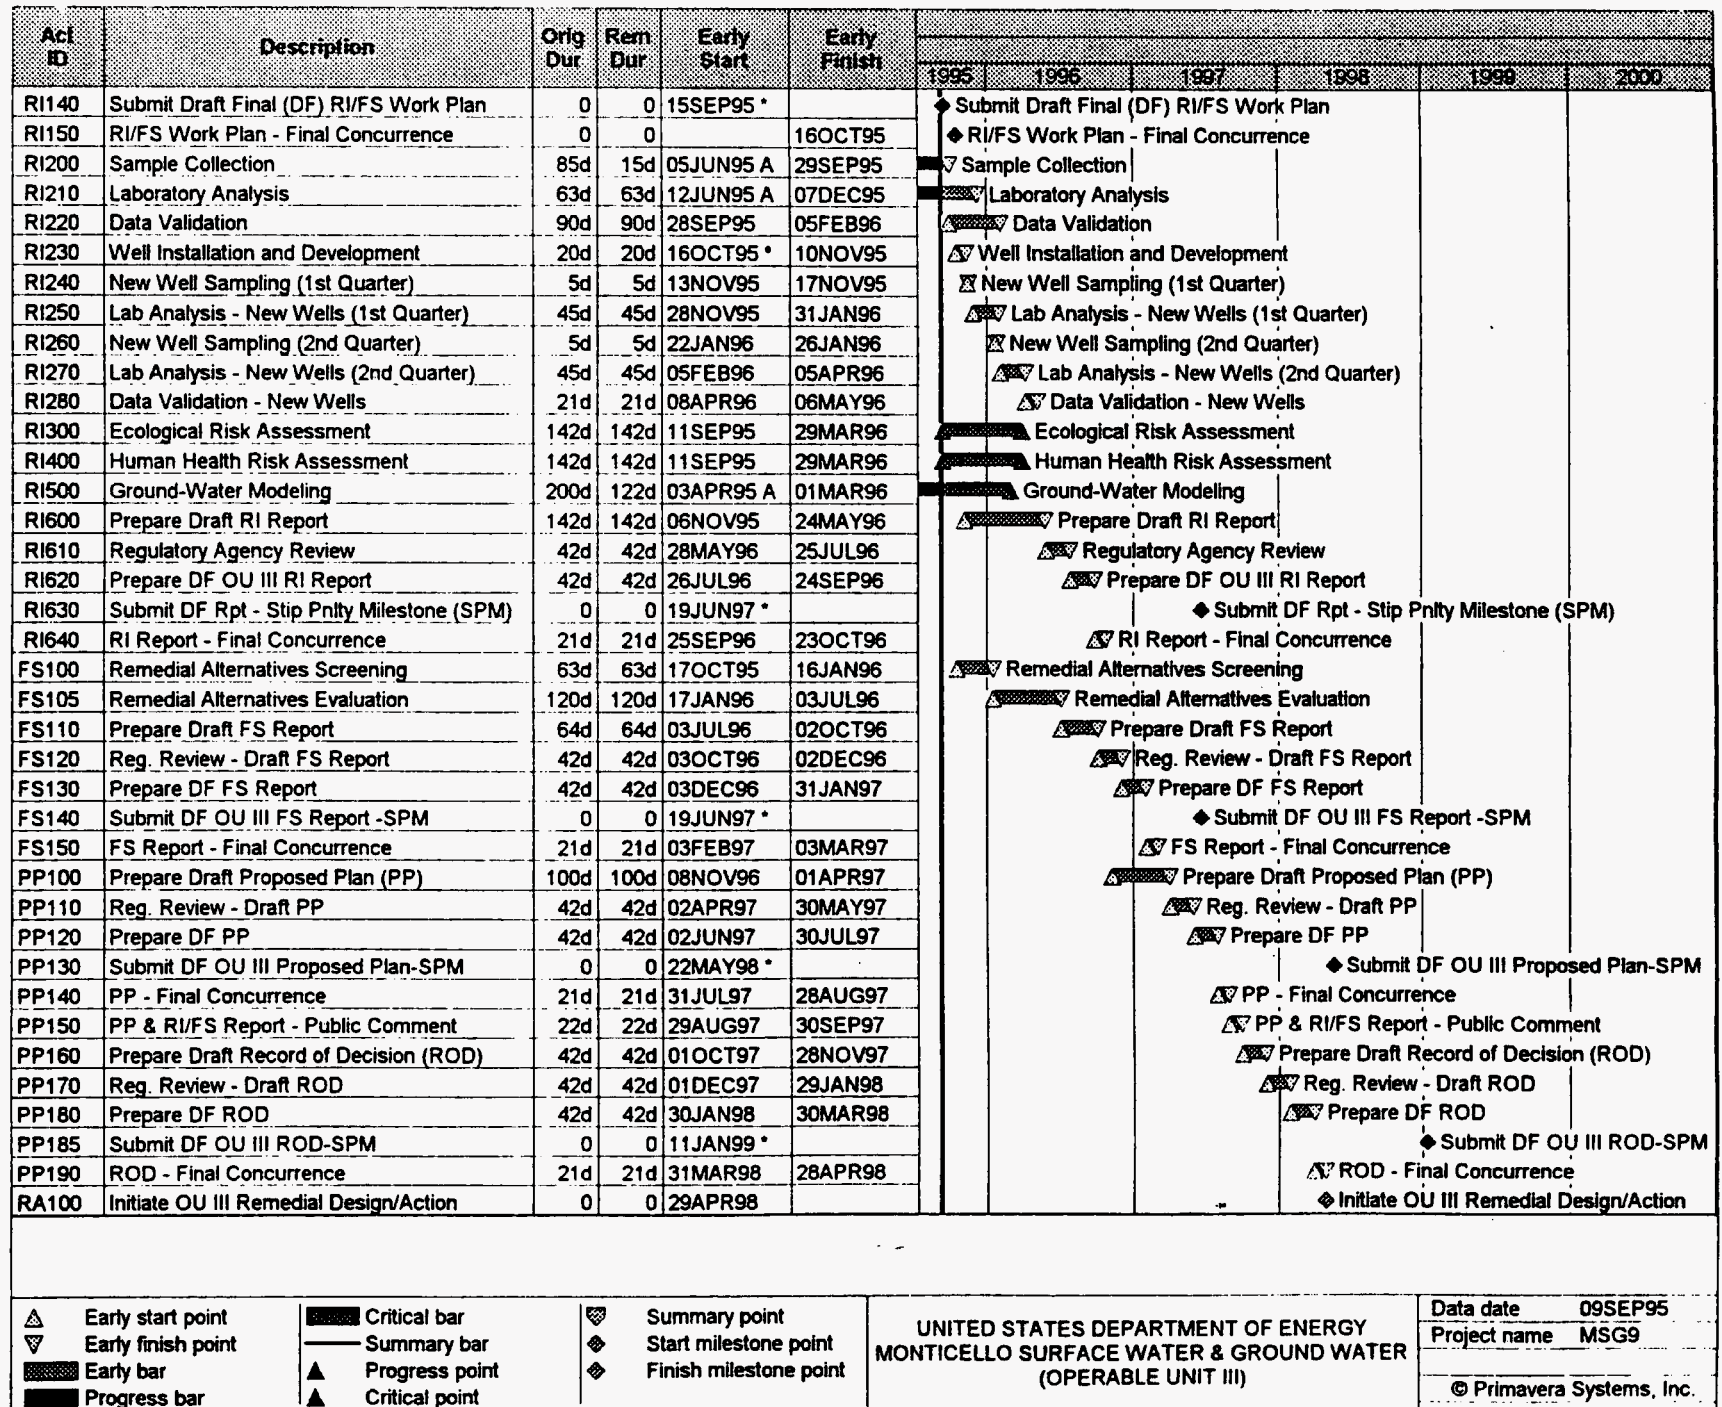 Act ID Description Orig Dur Rem Dur Early Start Early Finish 1995 1996 1997 1998 1999 2000
RI140 Submit Draft Final (DF) RI/FS Work Plan 0 0 15SEP95 * Submit Draft Final (DF) RI/FS Work Plan
RI150 RI/FS Work Plan - Final Concurrence 0 0 16OCT95 RI/FS Work Plan - Final Concurrence
RI200 Sample Collection 85d 15d 05JUN95 A 29SEP95 Sample Collection
RI210 Laboratory Analysis 63d 63d 12JUN95 A 07DEC95 Laboratory Analysis
RI220 Data Validation 90d 90d 28SEP95 05FEB96 Data Validation
RI230 Well Installation and Development 20d 20d 16OCT95 * 10NOV95 Well Installation and Development
RI240 New Well Sampling (1st Quarter) 5d 5d 13NOV95 17NOV95 New Well Sampling (1st Quarter)
RI250 Lab Analysis - New Wells (1st Quarter) 45d 45d 28NOV95 31JAN96 Lab Analysis - New Wells (1st Quarter)
RI260 New Well Sampling (2nd Quarter) 5d 5d 22JAN96 26JAN96 New Well Sampling (2nd Quarter)
RI270 Lab Analysis - New Wells (2nd Quarter) 45d 45d 05FEB96 05APR96 Lab Analysis - New Wells (2nd Quarter)
RI280 Data Validation - New Wells 21d 21d 08APR96 06MAY96 Data Validation - New Wells
RI300 Ecological Risk Assessment 142d 142d 11SEP95 29MAR96 Ecological Risk Assessment
RI400 Human Health Risk Assessment 142d 142d 11SEP95 29MAR96 Human Health Risk Assessment
RI500 Ground-Water Modeling 200d 122d 03APR95 A 01MAR96 Ground-Water Modeling
RI600 Prepare Draft RI Report 142d 142d 06NOV95 24MAY96 Prepare Draft RI Report
RI610 Regulatory Agency Review 42d 42d 28MAY96 25JUL96 Regulatory Agency Review
RI620 Prepare DF OU III RI Report 42d 42d 26JUL96 24SEP96 Prepare DF OU III RI Report
RI630 Submit DF Rpt - Stip Pnlty Milestone (SPM) 0 0 19JUN97 * Submit DF Rpt - Stip Pnlty Milestone (SPM)
RI640 RI Report - Final Concurrence 21d 21d 25SEP96 23OCT96 RI Report - Final Concurrence
FS100 Remedial Alternatives Screening 63d 63d 17OCT95 16JAN96 Remedial Alternatives Screening
FS105 Remedial Alternatives Evaluation 120d 120d 17JAN96 03JUL96 Remedial Alternatives Evaluation
FS110 Prepare Draft FS Report 64d 64d 03JUL96 02OCT96 Prepare Draft FS Report
FS120 Reg. Review - Draft FS Report 42d 42d 03OCT96 02DEC96 Reg. Review - Draft FS Report
FS130 Prepare DF FS Report 42d 42d 03DEC96 31JAN97 Prepare DF FS Report
FS140 Submit DF OU III FS Report -SPM 0 0 19JUN97 * Submit DF OU III FS Report -SPM
FS150 FS Report - Final Concurrence 21d 21d 03FEB97 03MAR97 FS Report - Final Concurrence
PP100 Prepare Draft Proposed Plan (PP) 100d 100d 08NOV96 01APR97 Prepare Draft Proposed Plan (PP)
PP110 Reg. Review - Draft PP 42d 42d 02APR97 30MAY97 Reg. Review - Draft PP
PP120 Prepare DF PP 42d 42d 02JUN97 30JUL97 Prepare DF PP
PP130 Submit DF OU III Proposed Plan-SPM 0 0 22MAY98 * Submit DF OU III Proposed Plan-SPM
PP140 PP - Final Concurrence 21d 21d 31JUL97 28AUG97 PP - Final Concurrence
PP150 PP & RI/FS Report - Public Comment 22d 22d 29AUG97 30SEP97 PP & RI/FS Report - Public Comment
PP160 Prepare Draft Record of Decision (ROD) 42d 42d 01OCT97 28NOV97 Prepare Draft Record of Decision (ROD)
PP170 Reg. Review - Draft ROD 42d 42d 01DEC97 29JAN98 Reg. Review - Draft ROD
PP180 Prepare DF ROD 42d 42d 30JAN98 30MAR98 Prepare DF ROD
PP185 Submit DF OU III ROD-SPM 0 0 11JAN99 * Submit DF OU III ROD-SPM
PP190 ROD - Final Concurrence 21d 21d 31MAR98 28APR98 ROD - Final Concurrence
RA100 Initiate OU III Remedial Design/Action 0 0 29APR98 Initiate OU III Remedial Design/Action
Early start point
Early finish point
Early bar
Progress bar
Critical bar
Summary bar
Progress point
Critical point
Summary point
Start milestone point
Finish milestone point
UNITED STATES DEPARTMENT OF ENERGY
MONTICELLO SURFACE WATER & GROUND WATER
(OPERABLE UNIT III)
Data date 09SEP95
Project name MSG9
© Primavera Systems, Inc.